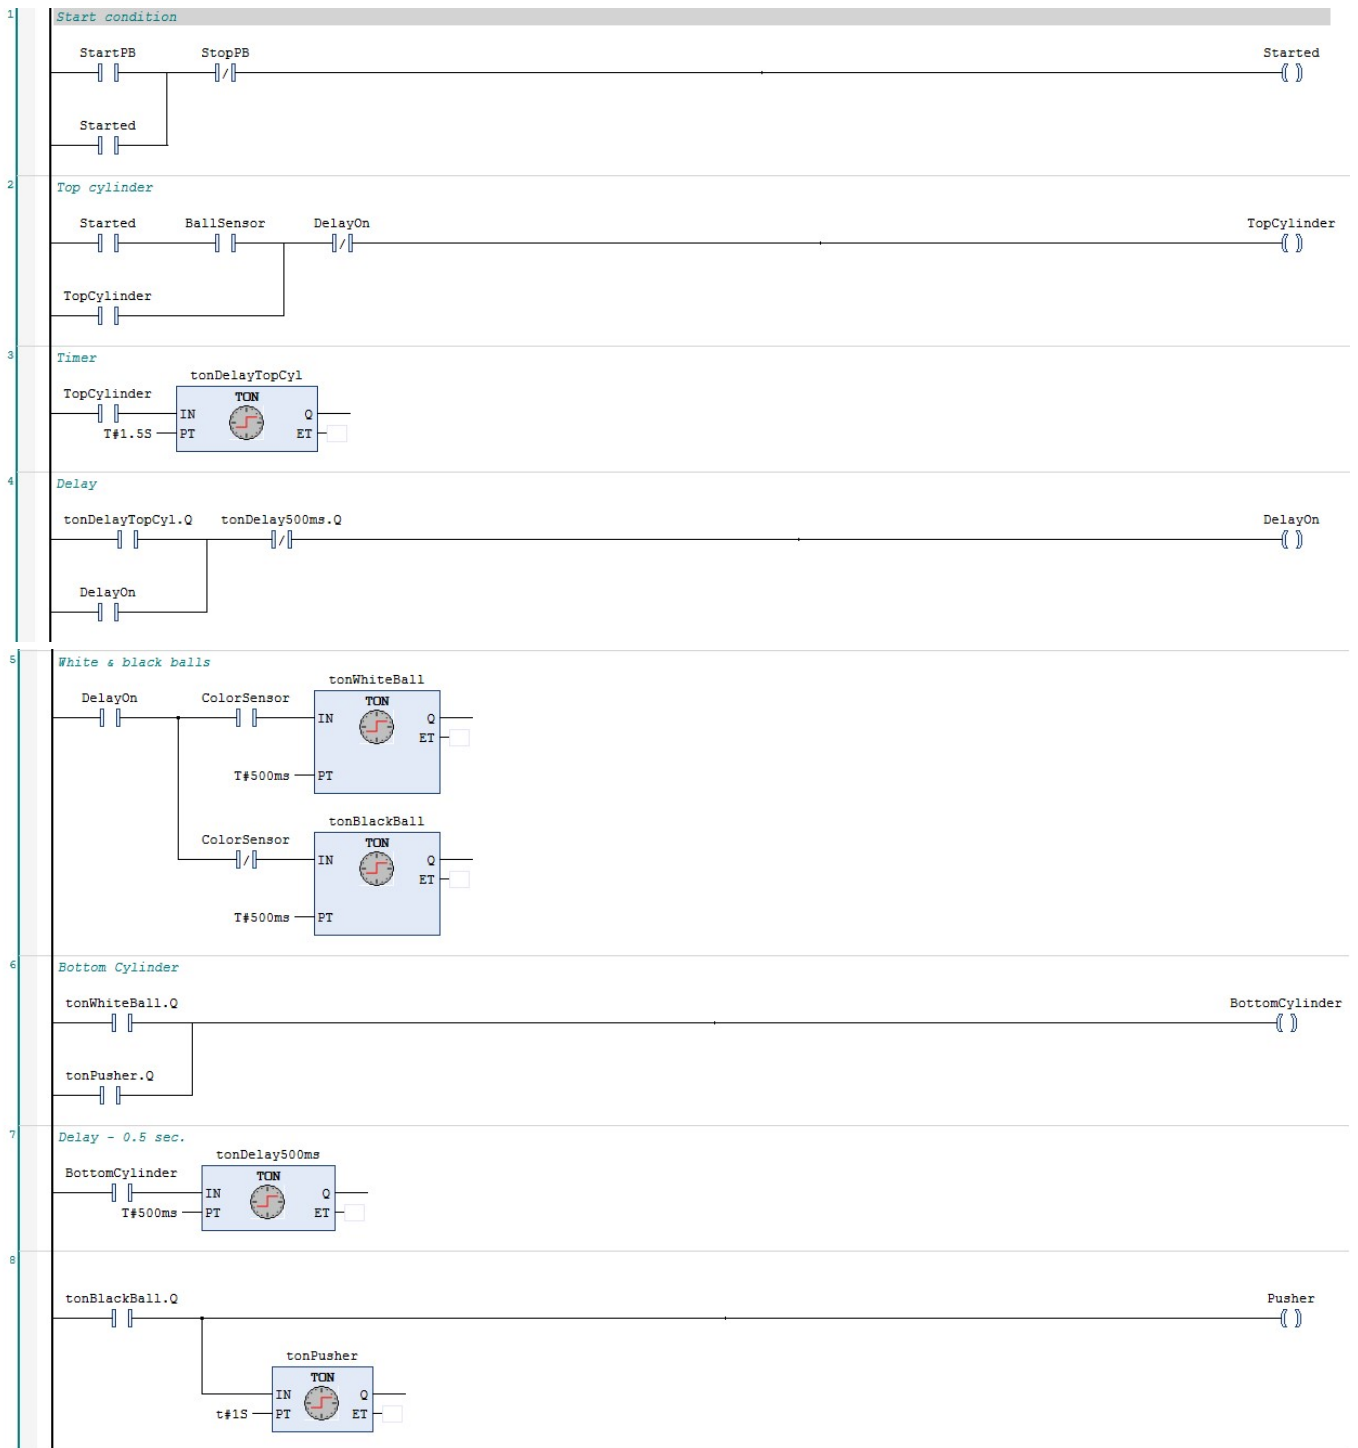 1
Start condition
StartPB StopPB Started
Started
2
Top cylinder
Started BallSensor DelayOn TopCylinder
TopCylinder
3
Timer
tonDelayTopCyl
TopCylinder TON
IN Q
T#1.5S PT ET
4
Delay
tonDelayTopCyl.Q tonDelay500ms.Q DelayOn
DelayOn
5
White & black balls
tonWhiteBall
DelayOn ColorSensor TON
IN Q
ET
T#500ms PT
tonBlackBall
ColorSensor TON
IN Q
ET
T#500ms PT
6
Bottom Cylinder
tonWhiteBall.Q BottomCylinder
tonPusher.Q
7
Delay - 0.5 sec.
tonDelay500ms
BottomCylinder TON
IN Q
T#500ms PT ET
8
tonBlackBall.Q Pusher
tonPusher
TON
IN Q
t#1S PT ET